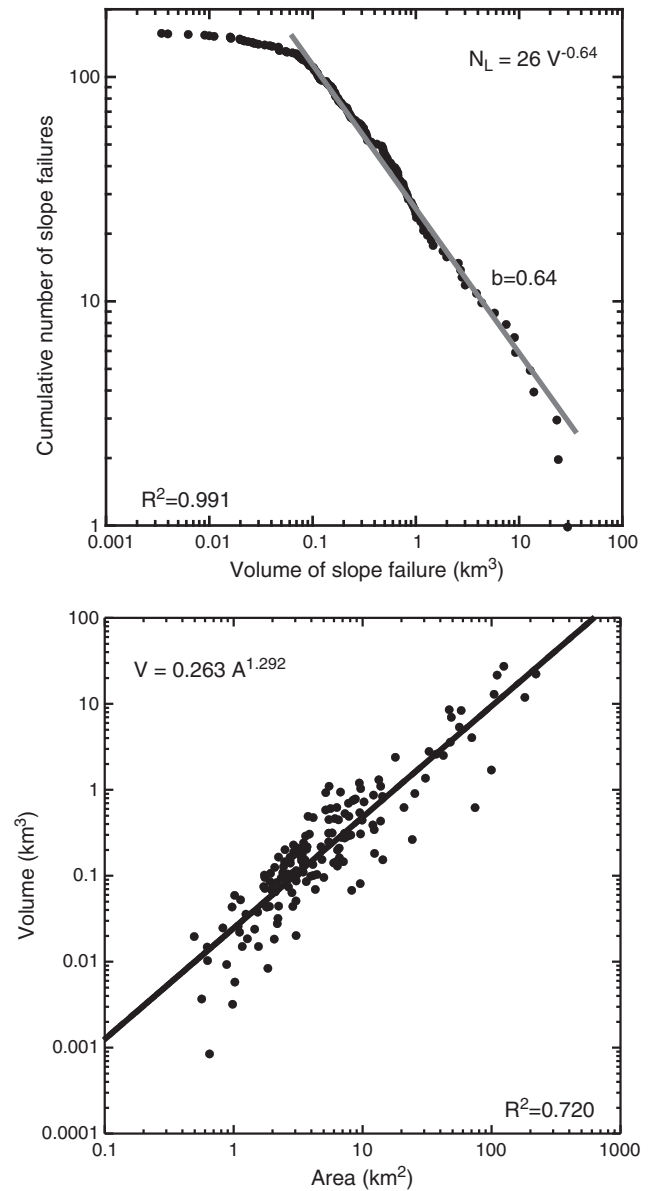 N_L = 26 V^-0.64
100
Cumulative number of slope failures
b=0.64
10
R²=0.991
1
0.001 0.01 0.1 1 10 100
Volume of slope failure (km³)
100
V = 0.263 A^1.292
10
1
Volume (km³)
0.1
0.01
0.001
R²=0.720
0.0001
0.1 1 10 100 1000
Area (km²)